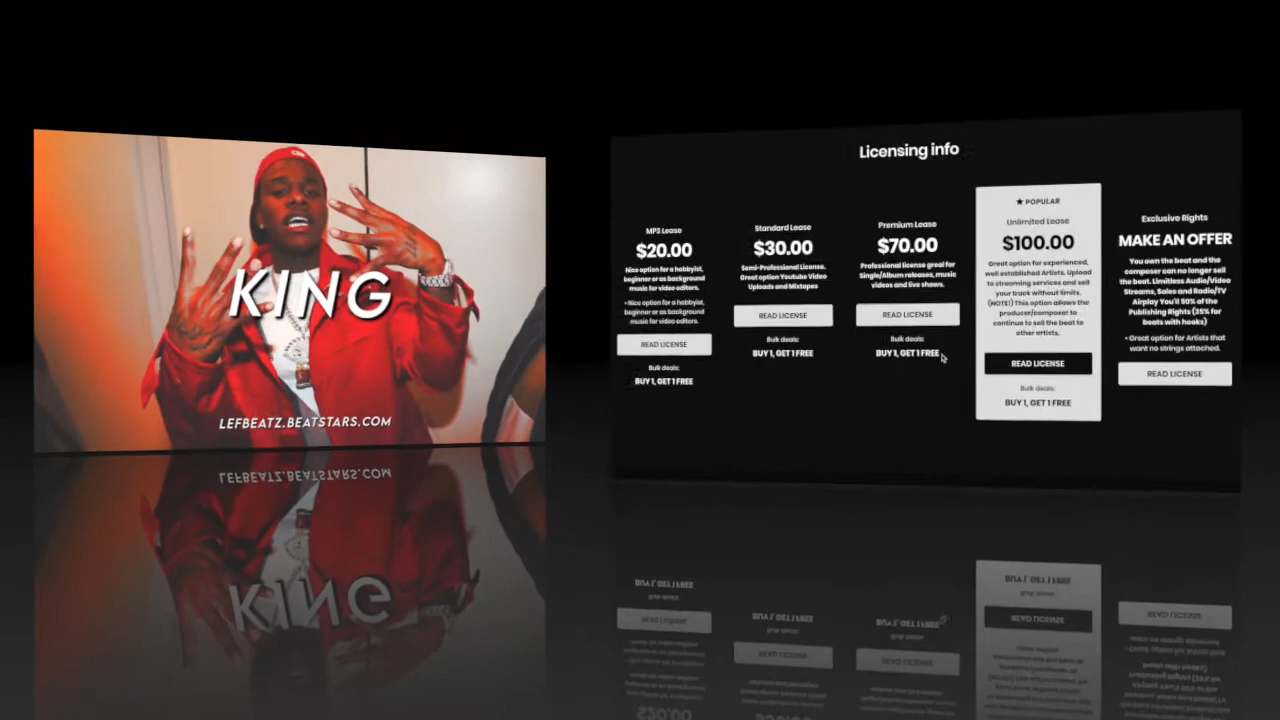 KING
LEFBEATZ.BEATSTARS.COM
Licensing info
MP3 Lease
$20.00
Nice option for a hobbyist,
beginner or as background
music for video editors.
• Nice option for a hobbyist,
beginner or as background
music for video editors.
READ LICENSE
Bulk deals:
BUY 1, GET 1 FREE
Standard Lease
$30.00
Semi-Professional License.
Great option Youtube Video
Uploads and Mixtapes
READ LICENSE
Bulk deals:
BUY 1, GET 1 FREE
Premium Lease
$70.00
Professional license great for
Single/Album releases, music
videos and live shows.
READ LICENSE
Bulk deals:
BUY 1, GET 1 FREE
★ POPULAR
Unlimited Lease
$100.00
Great option for experienced,
well established Artists. Upload
to streaming services and sell
your track without limits.
(NOTE!) This option allows the
producer/composer to
continue to sell the beat to
other artists.
READ LICENSE
Bulk deals:
BUY 1, GET 1 FREE
Exclusive Rights
MAKE AN OFFER
You own the beat and the
composer can no longer sell
the beat. Limitless Audio/Video
Streams, Sales and Radio/TV
Airplay You'll 50% of the
Publishing Rights (35% for
beats with hooks)
• Great option for Artists that
want no strings attached.
READ LICENSE